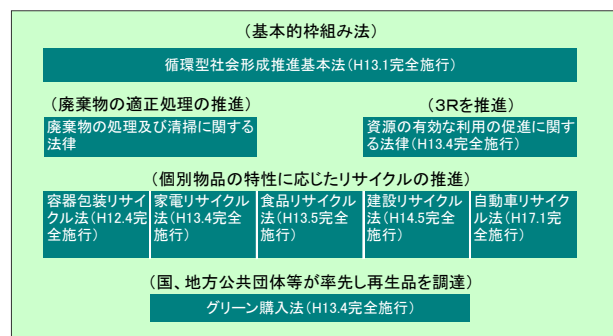 (基本的枠組み法)
循環型社会形成推進基本法(H13.1完全施行)
(廃棄物の適正処理の推進)
廃棄物の処理及び清掃に関する
法律
(3Rを推進)
資源の有効な利用の促進に関す
る法律(H13.4完全施行)
(個別物品の特性に応じたリサイクルの推進)
容器包装リサイ
クル法(H12.4完
全施行)
家電リサイクル
法(H13.4完全
施行)
食品リサイクル
法(H13.5完全
施行)
建設リサイクル
法(H14.5完全
施行)
自動車リサイク
ル法(H17.1完
全施行)
(国、地方公共団体等が率先し再生品を調達)
グリーン購入法(H13.4完全施行)